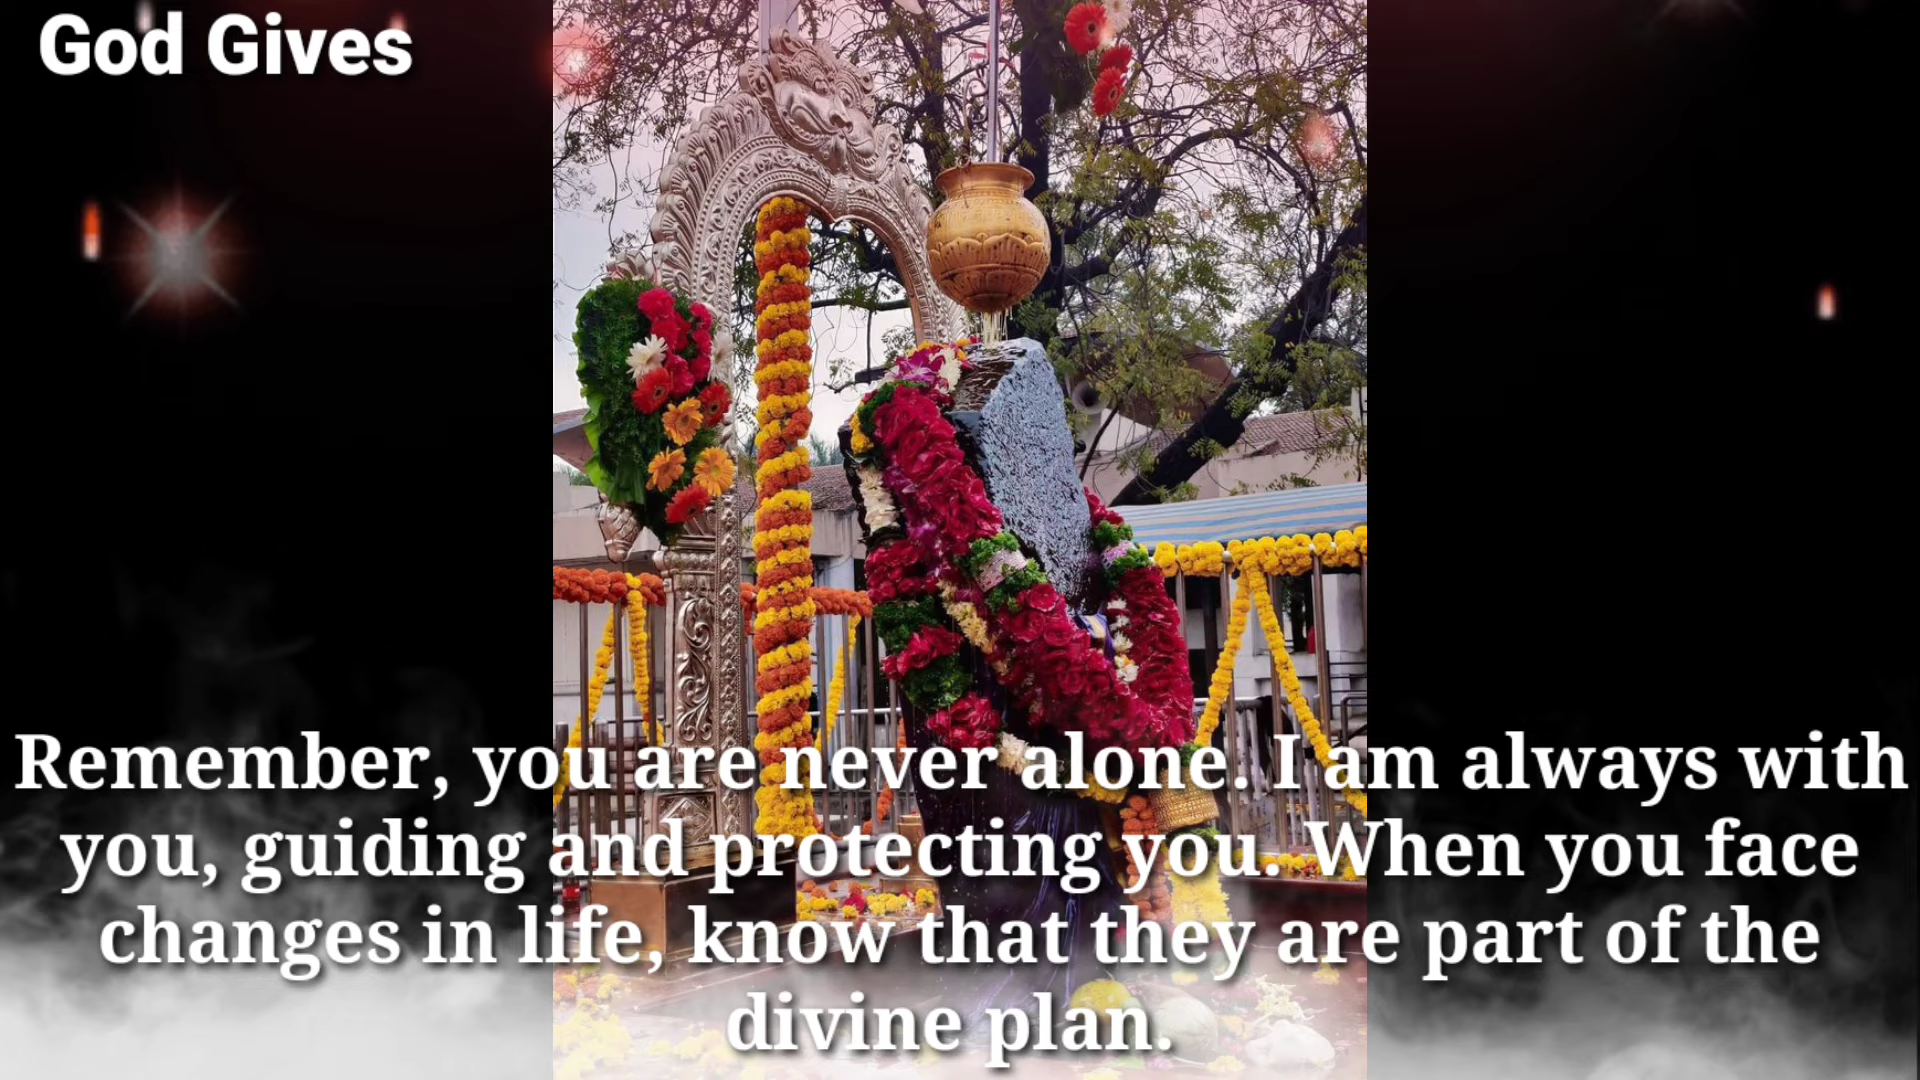 God Gives
Remember, you are never alone. I am always with
you, guiding and protecting you. When you face
changes in life, know that they are part of the
divine plan.